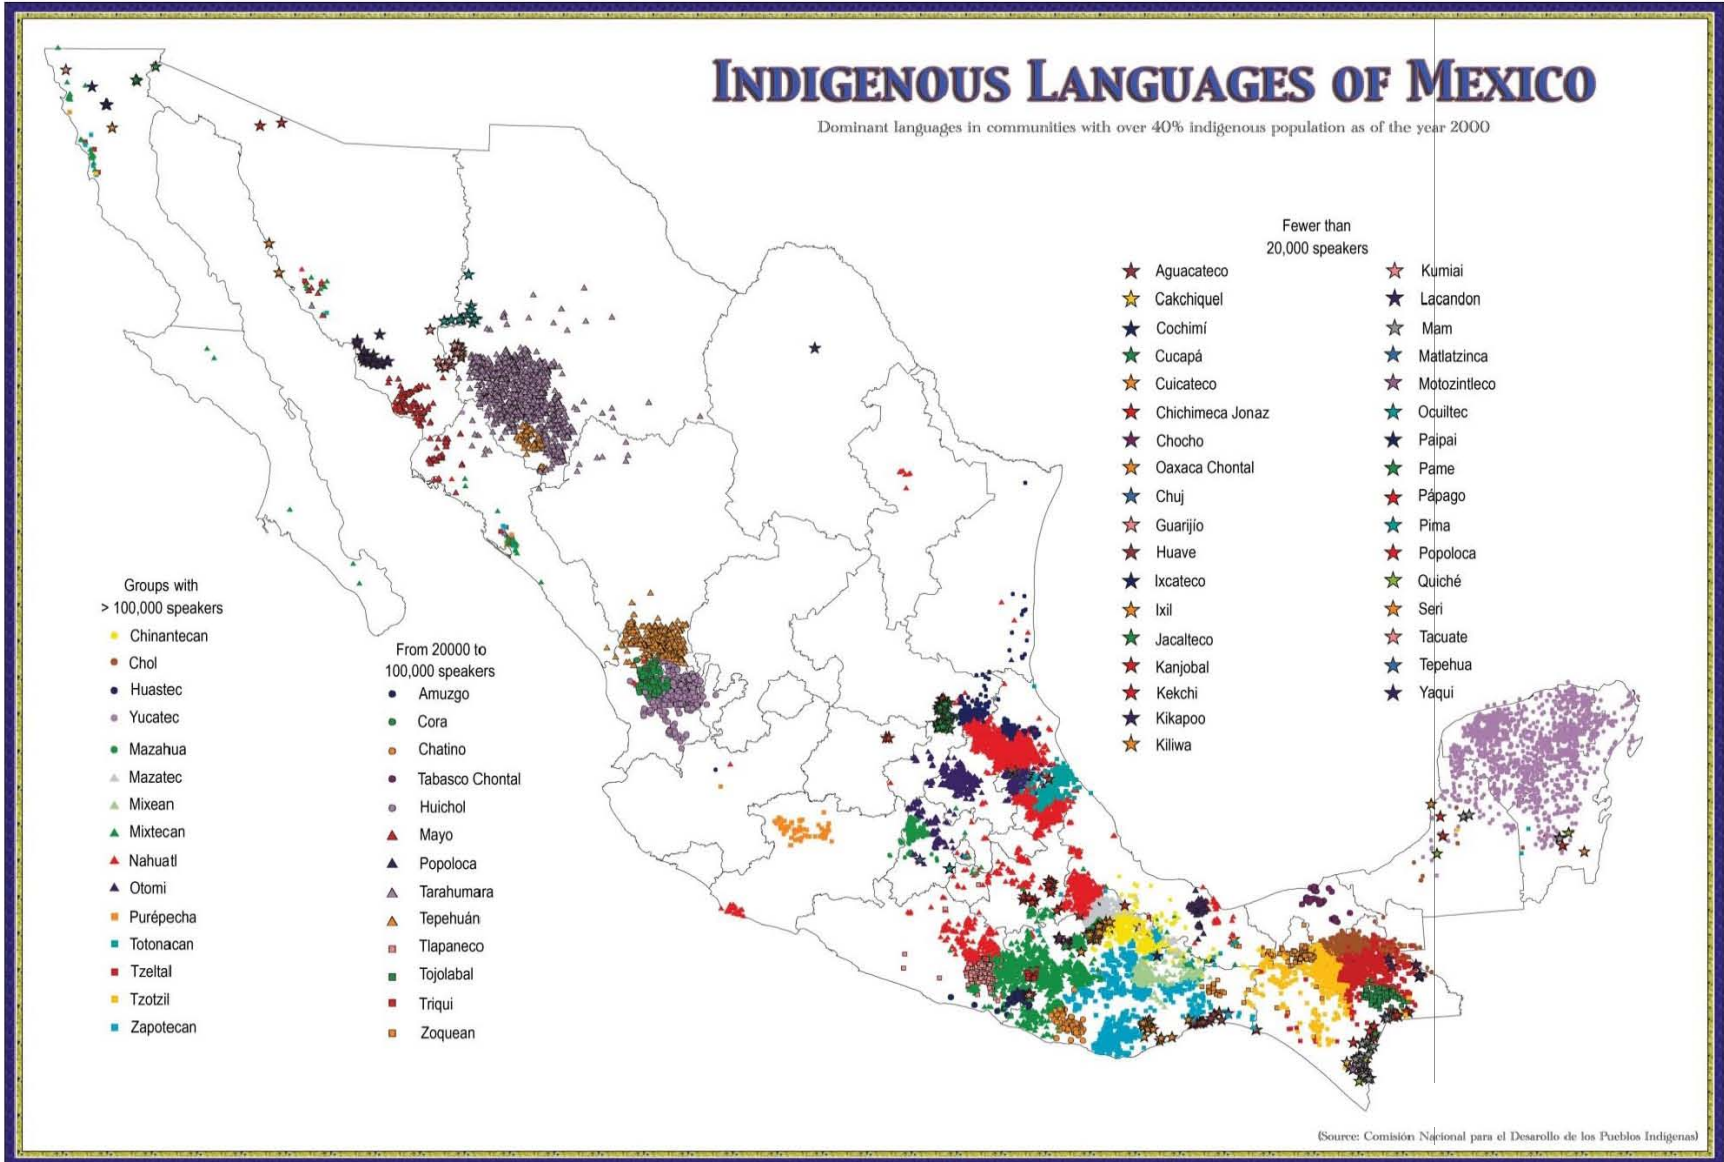 INDIGENOUS LANGUAGES OF MEXICO
Dominant languages in communities with over 40% indigenous population as of the year 2000
Groups with
> 100,000 speakers
Chinantecan
Chol
Huastec
Yucatec
Mazahua
Mazatec
Mixean
Mixtecan
Nahuatl
Otomi
Purépecha
Totonacan
Tzeltal
Tzotzil
Zapotecan
From 20000 to
100,000 speakers
Amuzgo
Cora
Chatino
Tabasco Chontal
Huichol
Mayo
Popoloca
Tarahumara
Tepehuán
Tlapaneco
Tojolabal
Triqui
Zoquean
Fewer than
20,000 speakers
Aguacateco
Cakchiquel
Cochimí
Cucapá
Cuicateco
Chichimeca Jonaz
Chocho
Oaxaca Chontal
Chuj
Guarijío
Huave
Ixcateco
Ixil
Jacalteco
Kanjobal
Kekchi
Kikapoo
Kiliwa
Kumiai
Lacandon
Mam
Matlatzinca
Motozintleco
Ocuiltec
Paipai
Pame
Pápago
Pima
Popoloca
Quiché
Seri
Tacuate
Tepehua
Yaqui
(Source: Comisión Nacional para el Desarollo de los Pueblos Indígenas)